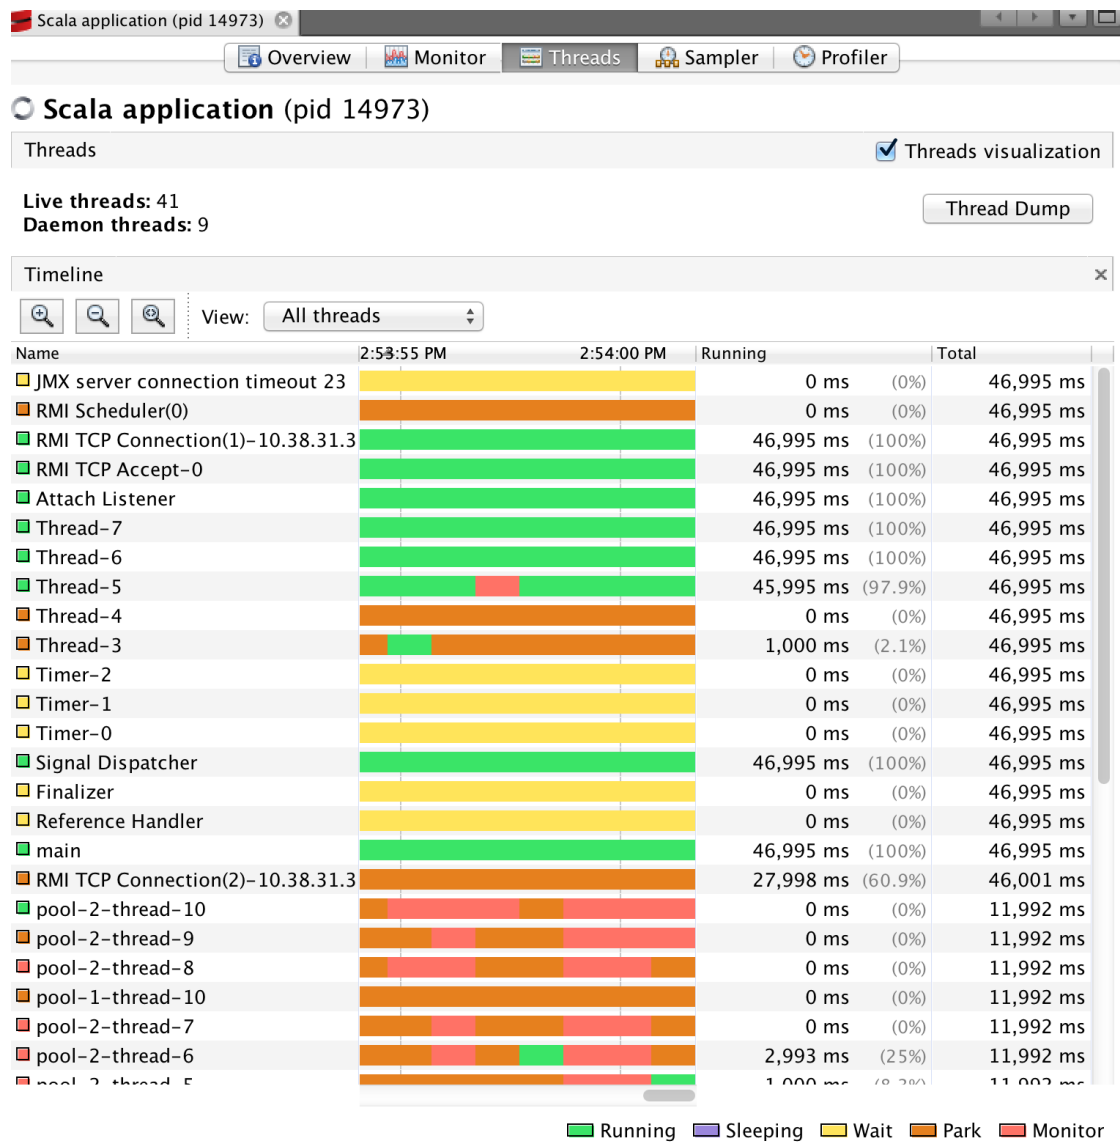 Scala application (pid 14973)
Overview Monitor Threads Sampler Profiler
Scala application (pid 14973)
Threads Threads visualization
Live threads: 41
Daemon threads: 9
Thread Dump
Timeline
View: All threads
Name 2:53:55 PM 2:54:00 PM Running Total
JMX server connection timeout 23 0 ms (0%) 46,995 ms
RMI Scheduler(0) 0 ms (0%) 46,995 ms
RMI TCP Connection(1)-10.38.31.3 46,995 ms (100%) 46,995 ms
RMI TCP Accept-0 46,995 ms (100%) 46,995 ms
Attach Listener 46,995 ms (100%) 46,995 ms
Thread-7 46,995 ms (100%) 46,995 ms
Thread-6 46,995 ms (100%) 46,995 ms
Thread-5 45,995 ms (97.9%) 46,995 ms
Thread-4 0 ms (0%) 46,995 ms
Thread-3 1,000 ms (2.1%) 46,995 ms
Timer-2 0 ms (0%) 46,995 ms
Timer-1 0 ms (0%) 46,995 ms
Timer-0 0 ms (0%) 46,995 ms
Signal Dispatcher 46,995 ms (100%) 46,995 ms
Finalizer 0 ms (0%) 46,995 ms
Reference Handler 0 ms (0%) 46,995 ms
main 46,995 ms (100%) 46,995 ms
RMI TCP Connection(2)-10.38.31.3 27,998 ms (60.9%) 46,001 ms
pool-2-thread-10 0 ms (0%) 11,992 ms
pool-2-thread-9 0 ms (0%) 11,992 ms
pool-2-thread-8 0 ms (0%) 11,992 ms
pool-1-thread-10 0 ms (0%) 11,992 ms
pool-2-thread-7 0 ms (0%) 11,992 ms
pool-2-thread-6 2,993 ms (25%) 11,992 ms
pool-2-thread-5 1,000 ms (8.3%) 11,992 ms
Running Sleeping Wait Park Monitor